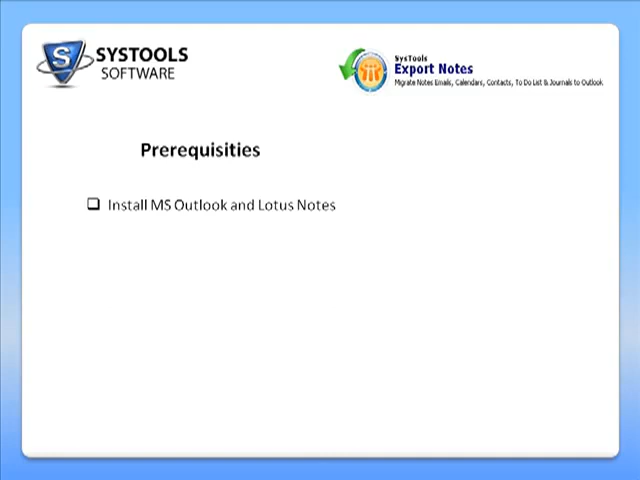 S SYSTOOLS
SOFTWARE
SysTools
Export Notes
Migrate Notes Emails, Calendars, Contacts, To Do List & Journals to Outlook
Prerequisities
Install MS Outlook and Lotus Notes